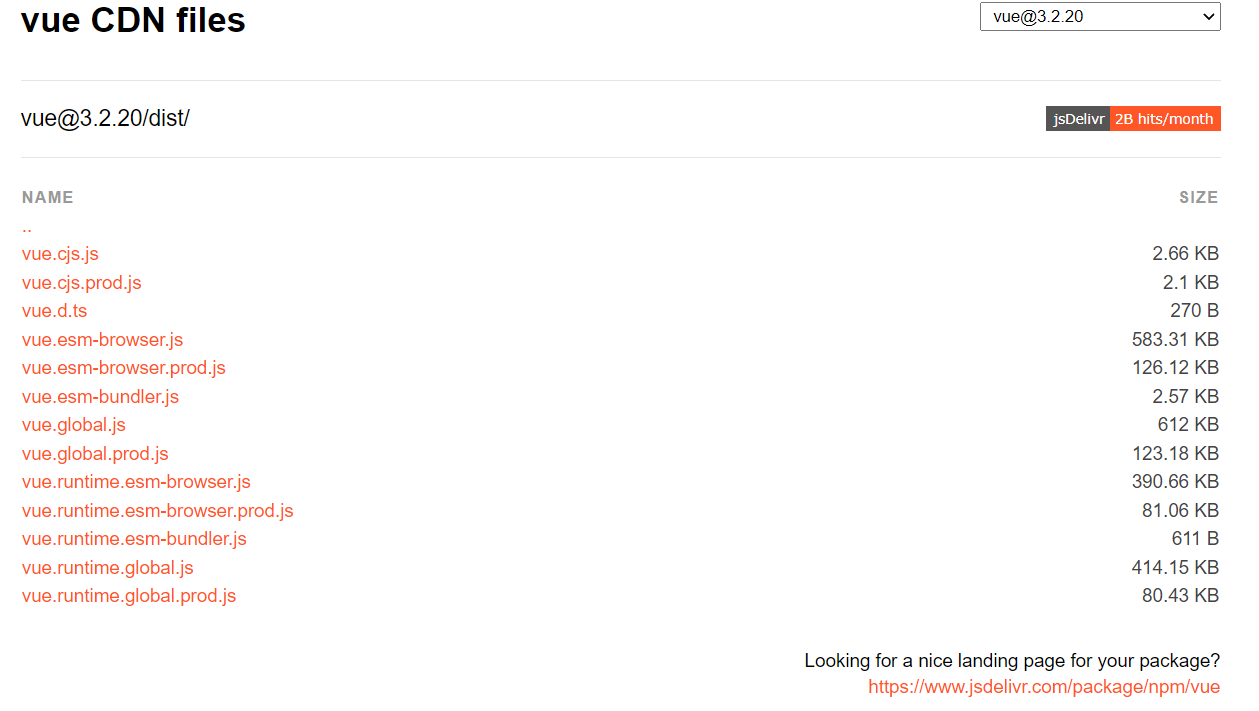 vue CDN files vue@3.2.20
vue@3.2.20/dist/ jsDelivr 2B hits/month
NAME SIZE
..
vue.cjs.js 2.66 KB
vue.cjs.prod.js 2.1 KB
vue.d.ts 270 B
vue.esm-browser.js 583.31 KB
vue.esm-browser.prod.js 126.12 KB
vue.esm-bundler.js 2.57 KB
vue.global.js 612 KB
vue.global.prod.js 123.18 KB
vue.runtime.esm-browser.js 390.66 KB
vue.runtime.esm-browser.prod.js 81.06 KB
vue.runtime.esm-bundler.js 611 B
vue.runtime.global.js 414.15 KB
vue.runtime.global.prod.js 80.43 KB
Looking for a nice landing page for your package?
https://www.jsdelivr.com/package/npm/vue